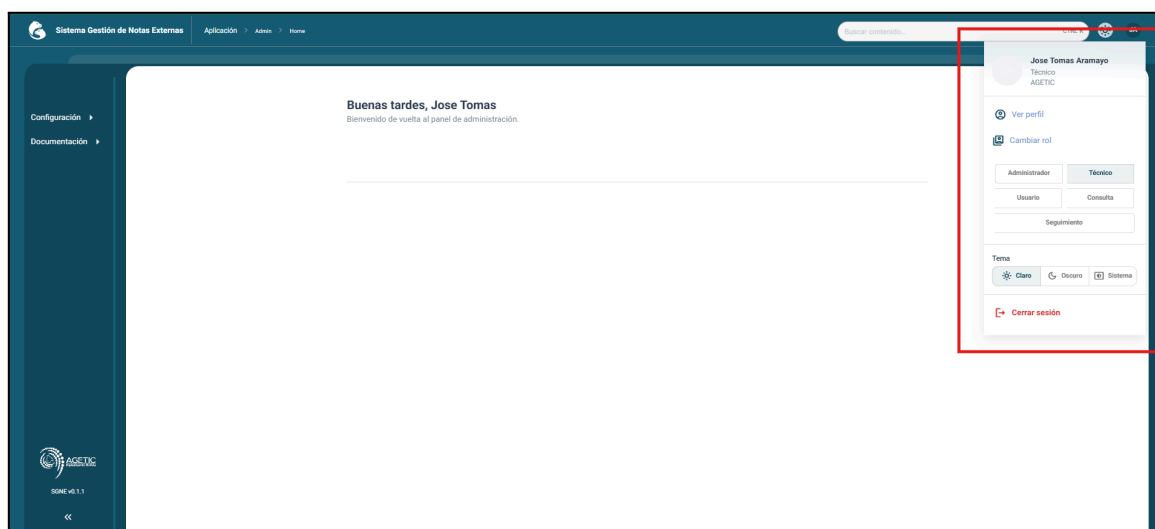 Sistema Gestión de Notas Externas
Aplicación > Admin > Home
Buscar contenido...
Configuración
Documentación
Buenas tardes, Jose Tomas
Bienvenido de vuelta al panel de administración.
Jose Tomas Aramayo
Técnico
AGETIC
Ver perfil
Cambiar rol
Administrador Técnico
Usuario Consulta
Seguimiento
Tema
Claro Oscuro Sistema
Cerrar sesión
AGETIC
SGNE v0.1.1